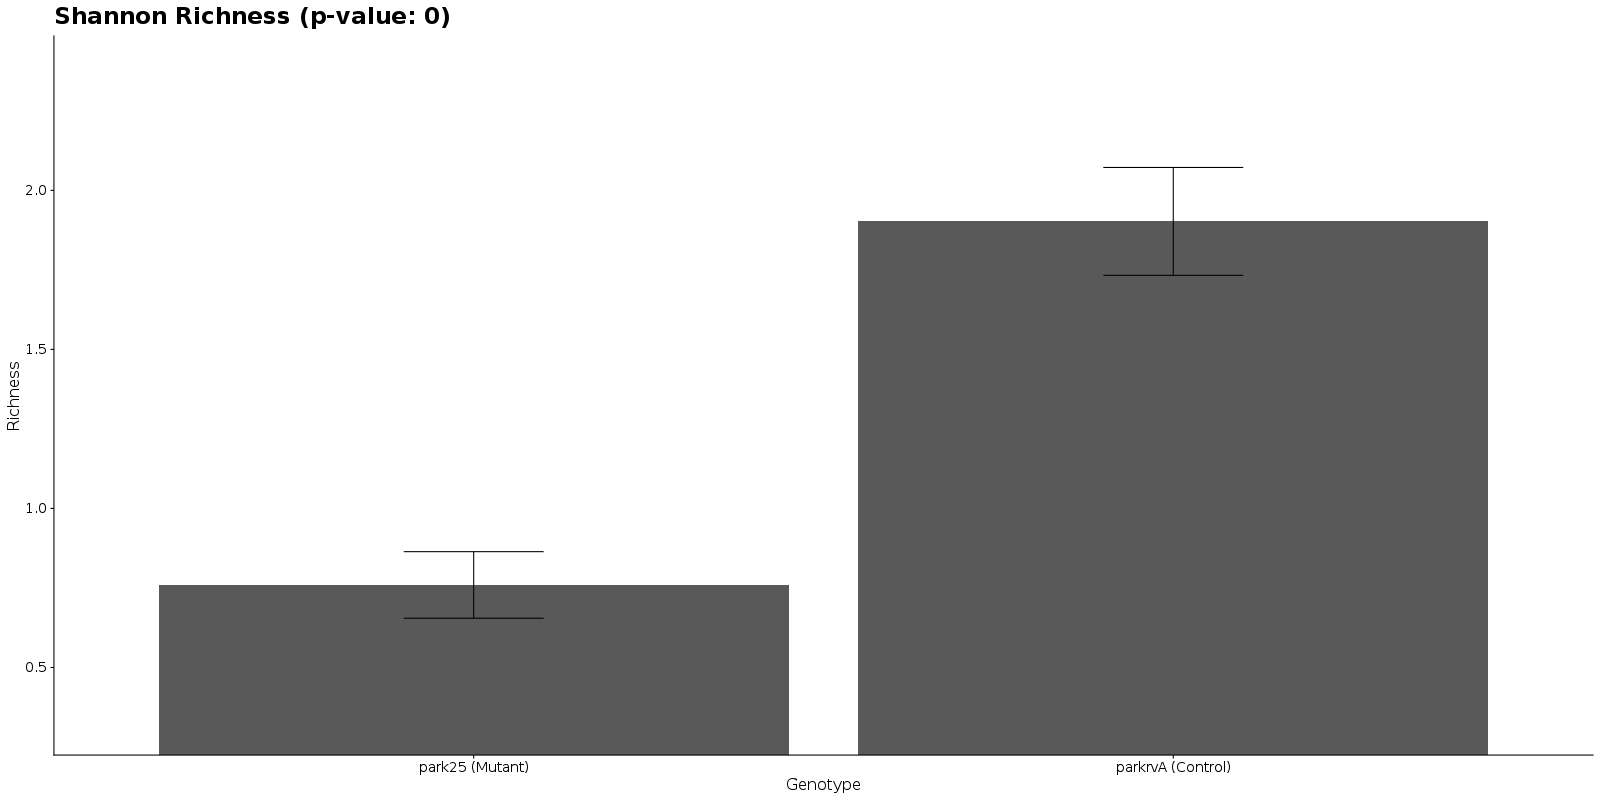 Shannon Richness (p-value: 0)
Richness
2.0
1.5
1.0
0.5
park25 (Mutant)
parkrvA (Control)
Genotype